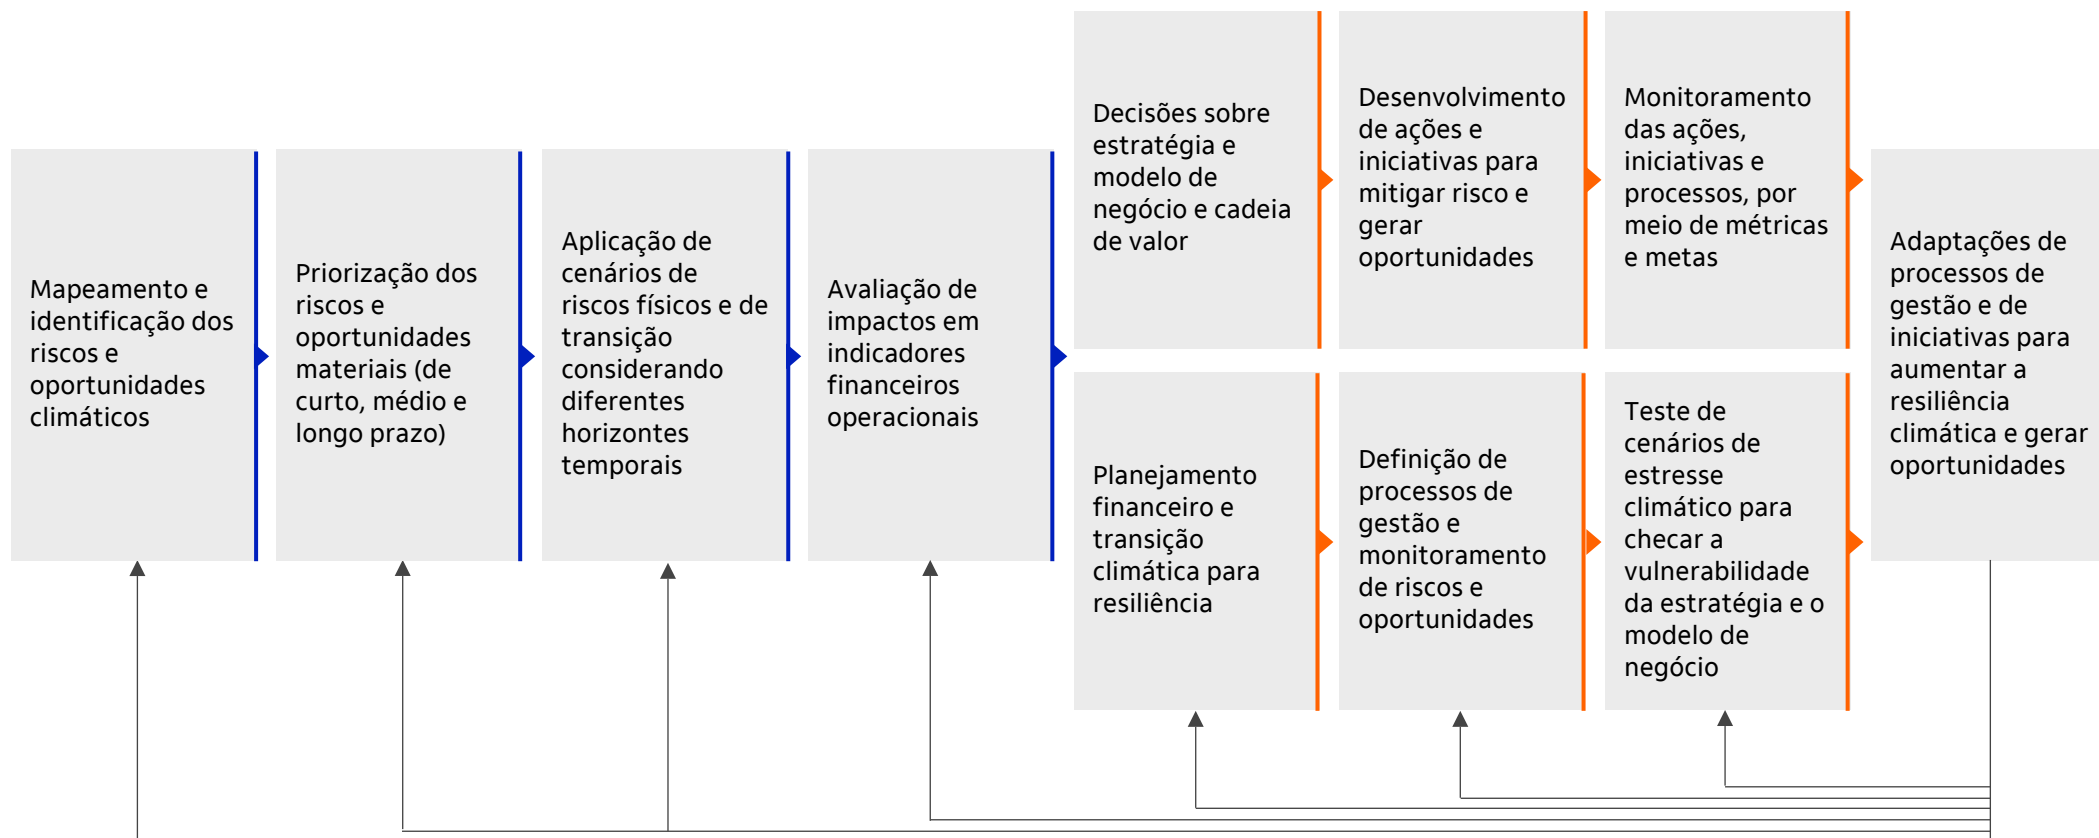 Mapeamento e
identificação dos
riscos e
oportunidades
climáticos
Priorização dos
riscos e
oportunidades
materiais (de
curto, médio e
longo prazo)
Aplicação de
cenários de
riscos físicos e de
transição
considerando
diferentes
horizontes
temporais
Avaliação de
impactos em
indicadores
financeiros
operacionais
Decisões sobre
estratégia e
modelo de
negócio e cadeia
de valor
Desenvolvimento
de ações e
iniciativas para
mitigar risco e
gerar
oportunidades
Monitoramento
das ações,
iniciativas e
processos, por
meio de métricas
e metas
Planejamento
financeiro e
transição
climática para
resiliência
Definição de
processos de
gestão e
monitoramento
de riscos e
oportunidades
Teste de
cenários de
estresse
climático para
checar a
vulnerabilidade
da estratégia e o
modelo de
negócio
Adaptações de
processos de
gestão e de
iniciativas para
aumentar a
resiliência
climática e gerar
oportunidades